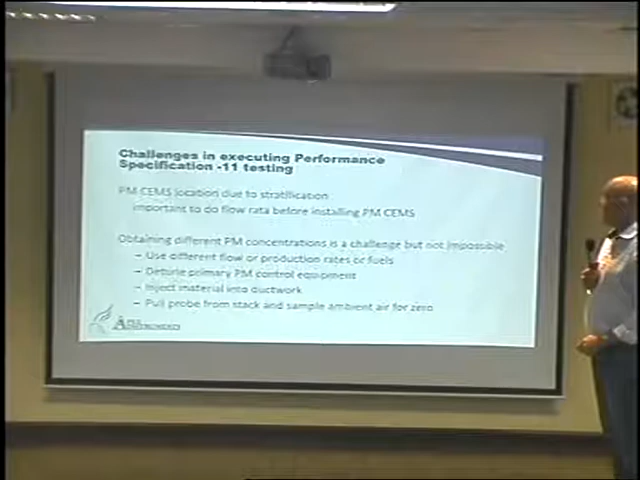 Challenges in executing Performance
Specification -11 testing
PM CEMS location due to stratification
important to do flow rata before installing PM CEMS
Obtaining different PM concentrations is a challenge but not impossible
– Use different flow or production rates or fuels
– Detune primary PM control equipment
– Inject material into ductwork
– Pull probe from stack and sample ambient air for zero
INSTRUMENTS